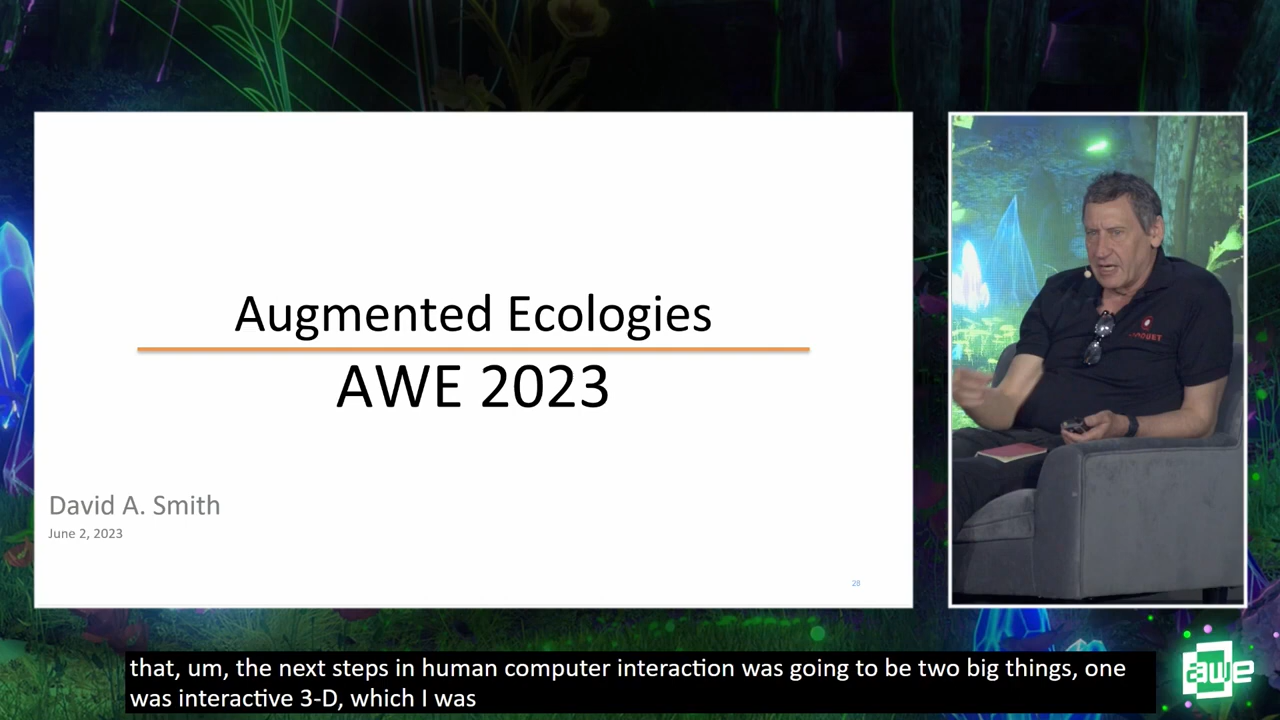 Augmented Ecologies
AWE 2023
David A. Smith
June 2, 2023
28
that, um, the next steps in human computer interaction was going to be two big things, one
was interactive 3-D, which I was
awe